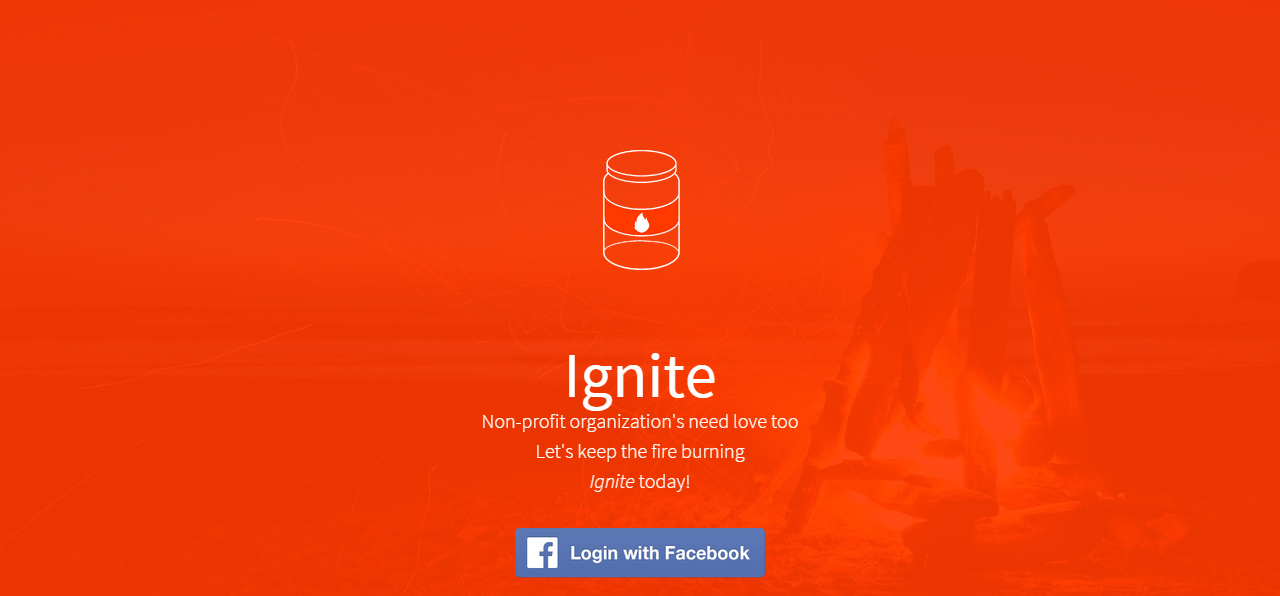 Ignite
Non-profit organization's need love too
Let's keep the fire burning
Ignite today!
Login with Facebook